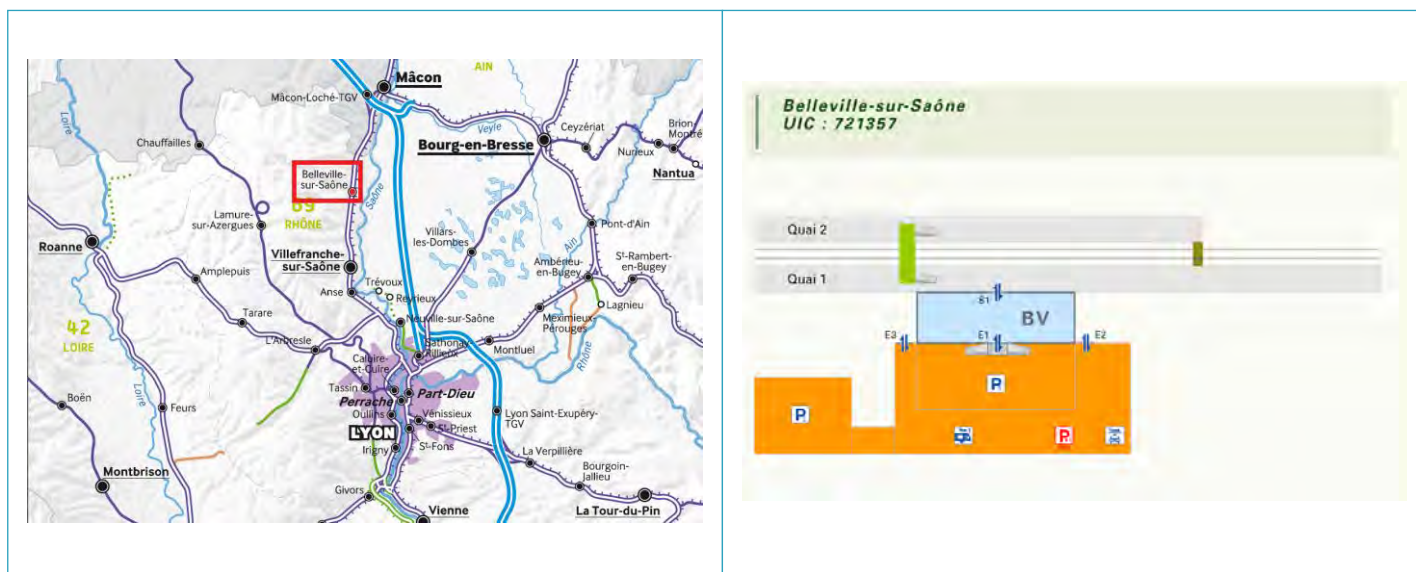 AIN
Mâcon
Mâcon-Loché-TGV
Loire
Veyle
Ceyzériat
Brion-
Montré
Chauffailles
Bourg-en-Bresse
Nurieux
Nantua
Belleville-
sur-Saône
Saône
69
RHÔNE
Lamure-
sur-Azergues
Villars-
les-Dombes
Ain
Pont-d'Ain
Roanne
Villefranche-
sur-Saône
Ambérieu-
en-Bugey
St-Rambert-
en-Bugey
Amplepuis
Anse
Trévoux
Reyrieux
Lagnieu
Tarare
Neuville-sur-Saône
Meximieux-
Pérouges
42
LOIRE
L'Arbresle
Sathonay-
Rillieux
Montluel
Rhône
Caluire-
et-Cuire
Tassin
Part-Dieu
Perrache
Boën
Loire
Feurs
Oullins
Vénissieux
Lyon Saint-Exupéry-
TGV
LYON
St-Priest
Irigny
St-Fons
La Verpillière
Montbrison
Bourgoin-
Jallieu
Givors
Vienne
La Tour-du-Pin
Belleville-sur-Saône
UIC : 721357
Quai 2
Quai 1
S1
BV
E3
E1
E2
P
P
P